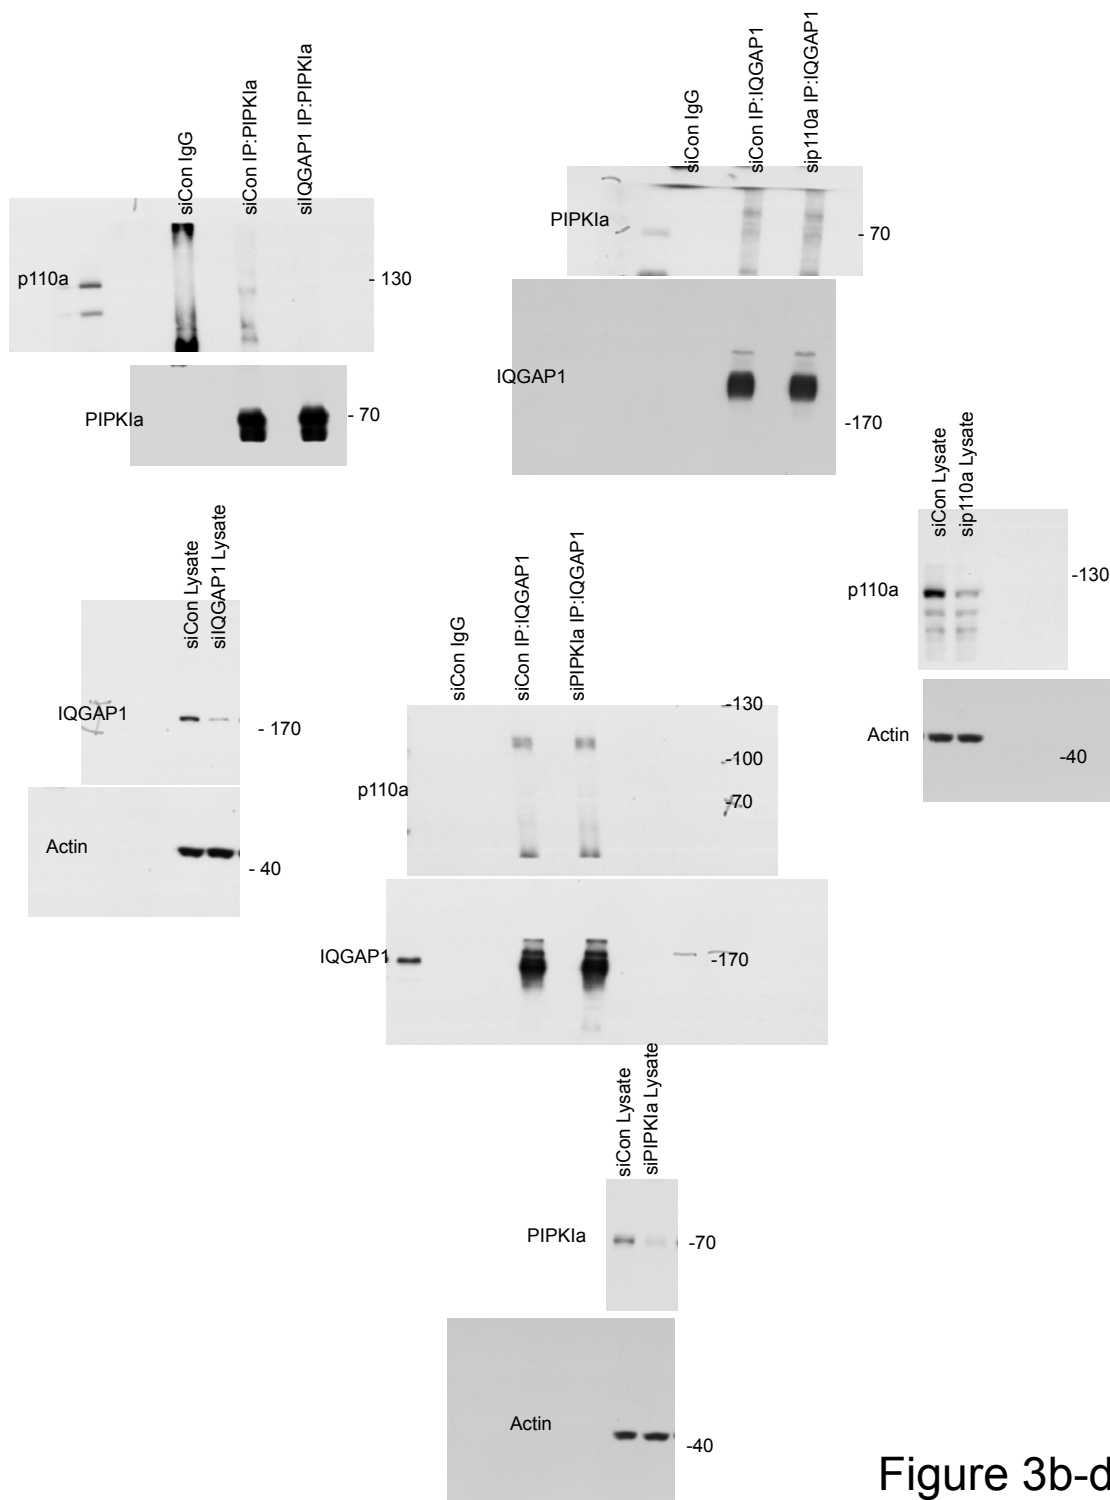 siCon IgG
siCon IP:PIPKIa
siIQGAP1 IP:PIPKIa
p110a
- 130
PIPKIa
- 70
siCon IgG
siCon IP:IQGAP1
sip110a IP:IQGAP1
PIPKIa
- 70
IQGAP1
-170
siCon Lysate
sip110a Lysate
p110a
-130
Actin
-40
siCon Lysate
siIQGAP1 Lysate
IQGAP1
- 170
Actin
- 40
siCon IgG
siCon IP:IQGAP1
siPIPKIa IP:IQGAP1
-130
-100
p110a
-70
IQGAP1
-170
siCon Lysate
siPIPKIa Lysate
PIPKIa
-70
Actin
-40
Figure 3b-d